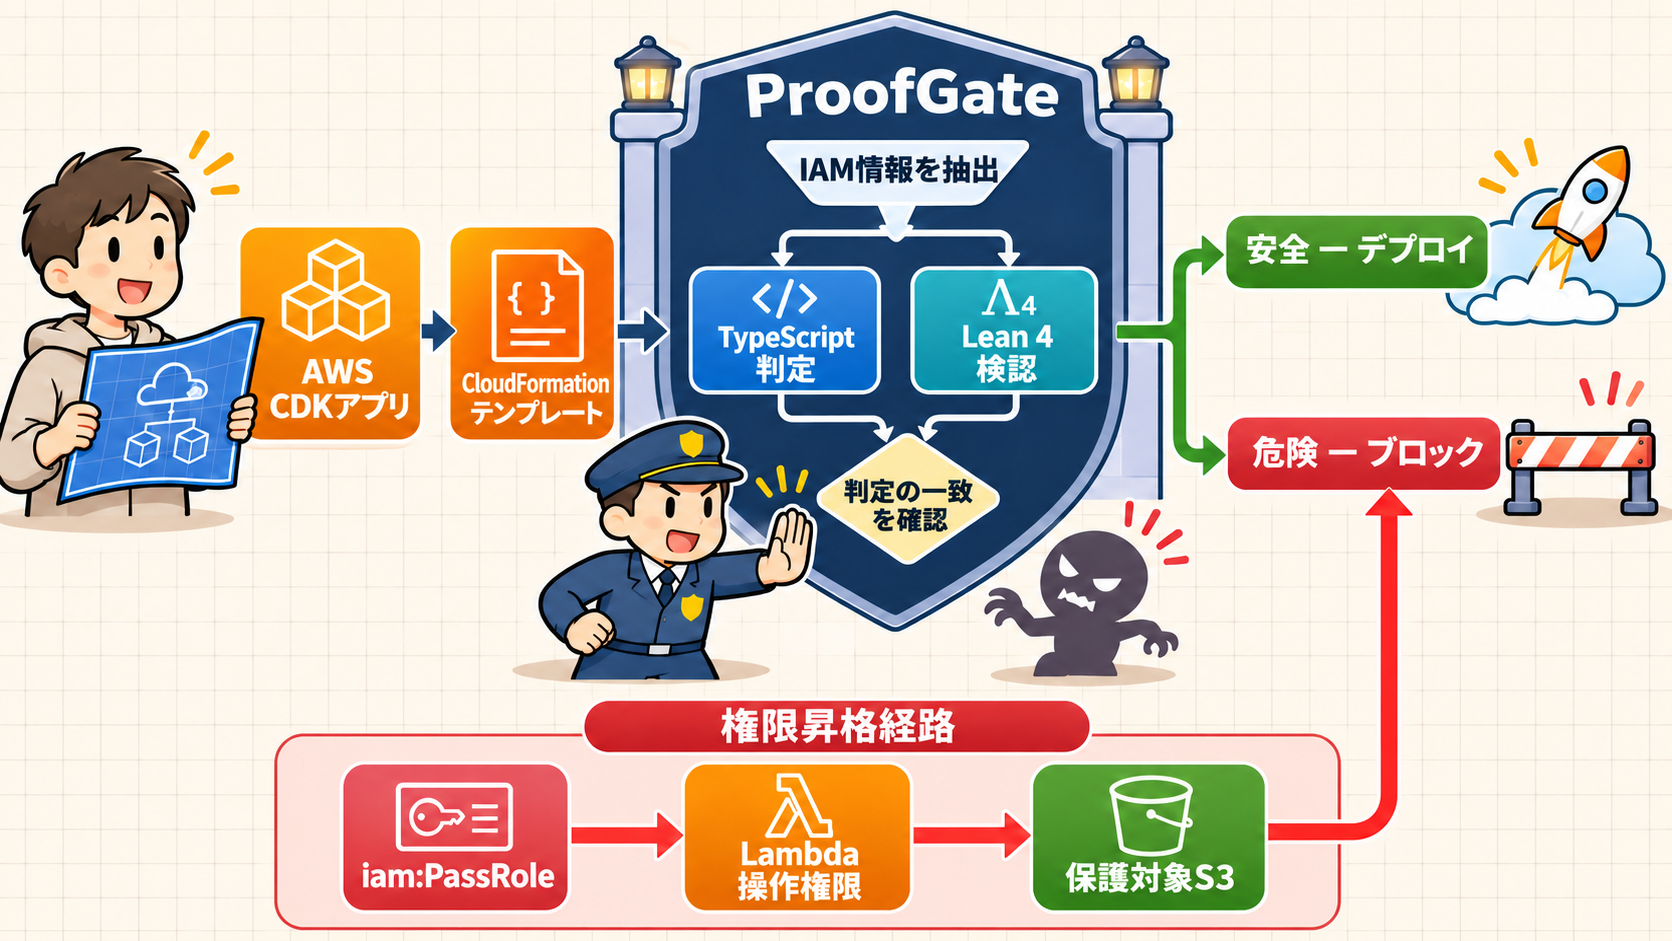 ProofGate
IAM情報を抽出
AWS
CDKアプリ
{ }
CloudFormation
テンプレート
</>
TypeScript
判定
Λ4
Lean 4
検認
判定の一致
を確認
安全 ー デプロイ
危険 ー ブロック
権限昇格経路
iam:PassRole
Lambda
操作権限
保護対象S3